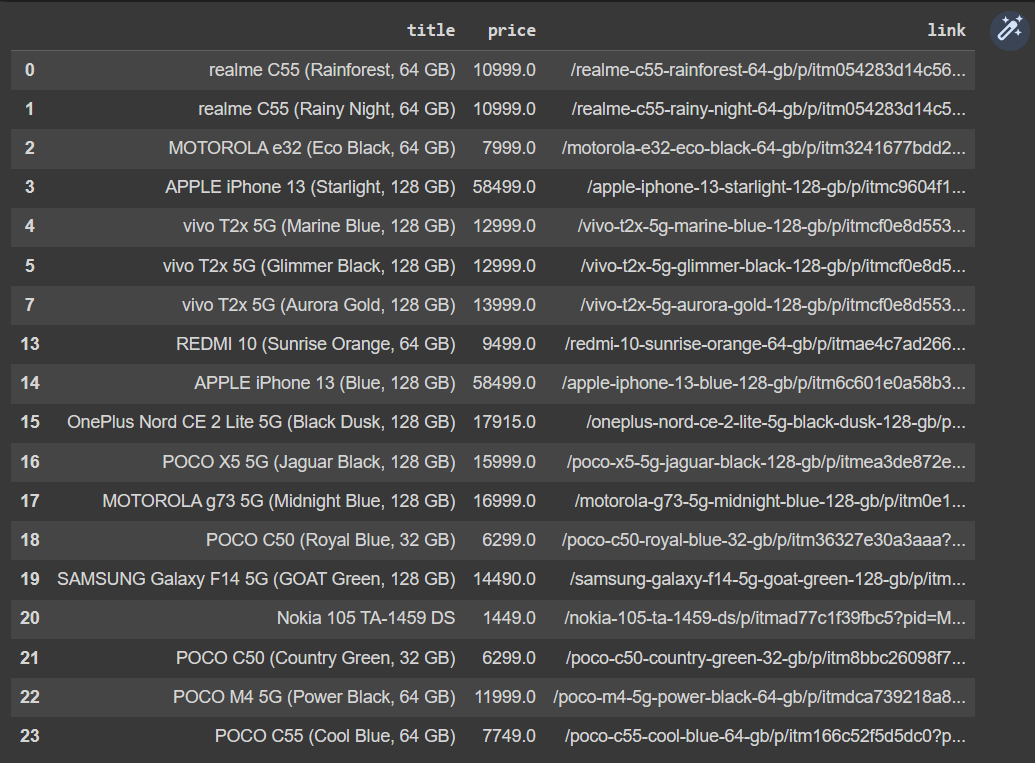 title price link
0 realme C55 (Rainforest, 64 GB) 10999.0 /realme-c55-rainforest-64-gb/p/itm054283d14c56...
1 realme C55 (Rainy Night, 64 GB) 10999.0 /realme-c55-rainy-night-64-gb/p/itm054283d14c5...
2 MOTOROLA e32 (Eco Black, 64 GB) 7999.0 /motorola-e32-eco-black-64-gb/p/itm3241677bdd2...
3 APPLE iPhone 13 (Starlight, 128 GB) 58499.0 /apple-iphone-13-starlight-128-gb/p/itmc9604f1...
4 vivo T2x 5G (Marine Blue, 128 GB) 12999.0 /vivo-t2x-5g-marine-blue-128-gb/p/itmcf0e8d553...
5 vivo T2x 5G (Glimmer Black, 128 GB) 12999.0 /vivo-t2x-5g-glimmer-black-128-gb/p/itmcf0e8d5...
7 vivo T2x 5G (Aurora Gold, 128 GB) 13999.0 /vivo-t2x-5g-aurora-gold-128-gb/p/itmcf0e8d553...
13 REDMI 10 (Sunrise Orange, 64 GB) 9499.0 /redmi-10-sunrise-orange-64-gb/p/itmae4c7ad266...
14 APPLE iPhone 13 (Blue, 128 GB) 58499.0 /apple-iphone-13-blue-128-gb/p/itm6c601e0a58b3...
15 OnePlus Nord CE 2 Lite 5G (Black Dusk, 128 GB) 17915.0 /oneplus-nord-ce-2-lite-5g-black-dusk-128-gb/p...
16 POCO X5 5G (Jaguar Black, 128 GB) 15999.0 /poco-x5-5g-jaguar-black-128-gb/p/itmea3de872e...
17 MOTOROLA g73 5G (Midnight Blue, 128 GB) 16999.0 /motorola-g73-5g-midnight-blue-128-gb/p/itm0e1...
18 POCO C50 (Royal Blue, 32 GB) 6299.0 /poco-c50-royal-blue-32-gb/p/itm36327e30a3aaa?...
19 SAMSUNG Galaxy F14 5G (GOAT Green, 128 GB) 14490.0 /samsung-galaxy-f14-5g-goat-green-128-gb/p/itm...
20 Nokia 105 TA-1459 DS 1449.0 /nokia-105-ta-1459-ds/p/itmad77c1f39fbc5?pid=M...
21 POCO C50 (Country Green, 32 GB) 6299.0 /poco-c50-country-green-32-gb/p/itm8bbc26098f7...
22 POCO M4 5G (Power Black, 64 GB) 11999.0 /poco-m4-5g-power-black-64-gb/p/itmdca739218a8...
23 POCO C55 (Cool Blue, 64 GB) 7749.0 /poco-c55-cool-blue-64-gb/p/itm166c52f5d5dc0?p...